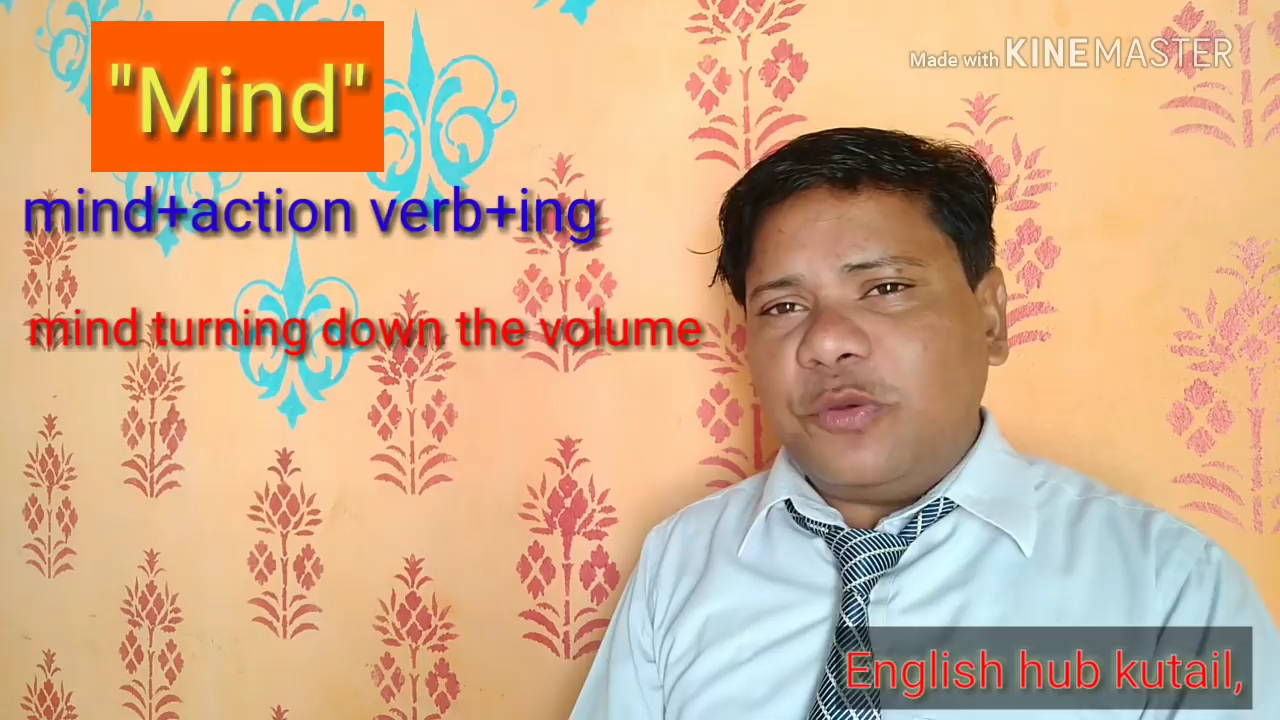 "Mind"
Made with KINEMASTER
mind+action verb+ing
mind turning down the volume
English hub kutail,